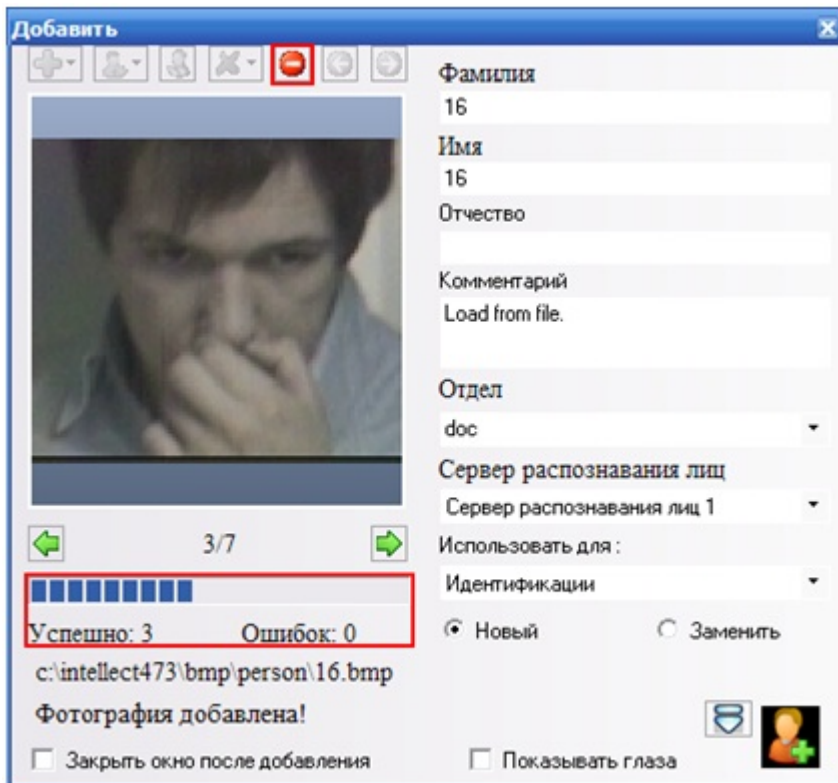 Добавить
Фамилия
16
Имя
16
Отчество
Комментарий
Load from file.
Отдел
doc
Сервер распознавания лиц
Сервер распознавания лиц 1
Использовать для :
Идентификации
Новый
Заменить
3/7
Успешно: 3
Ошибок: 0
c:\intellect473\bmp\person\16.bmp
Фотография добавлена!
Закрыть окно после добавления
Показывать глаза